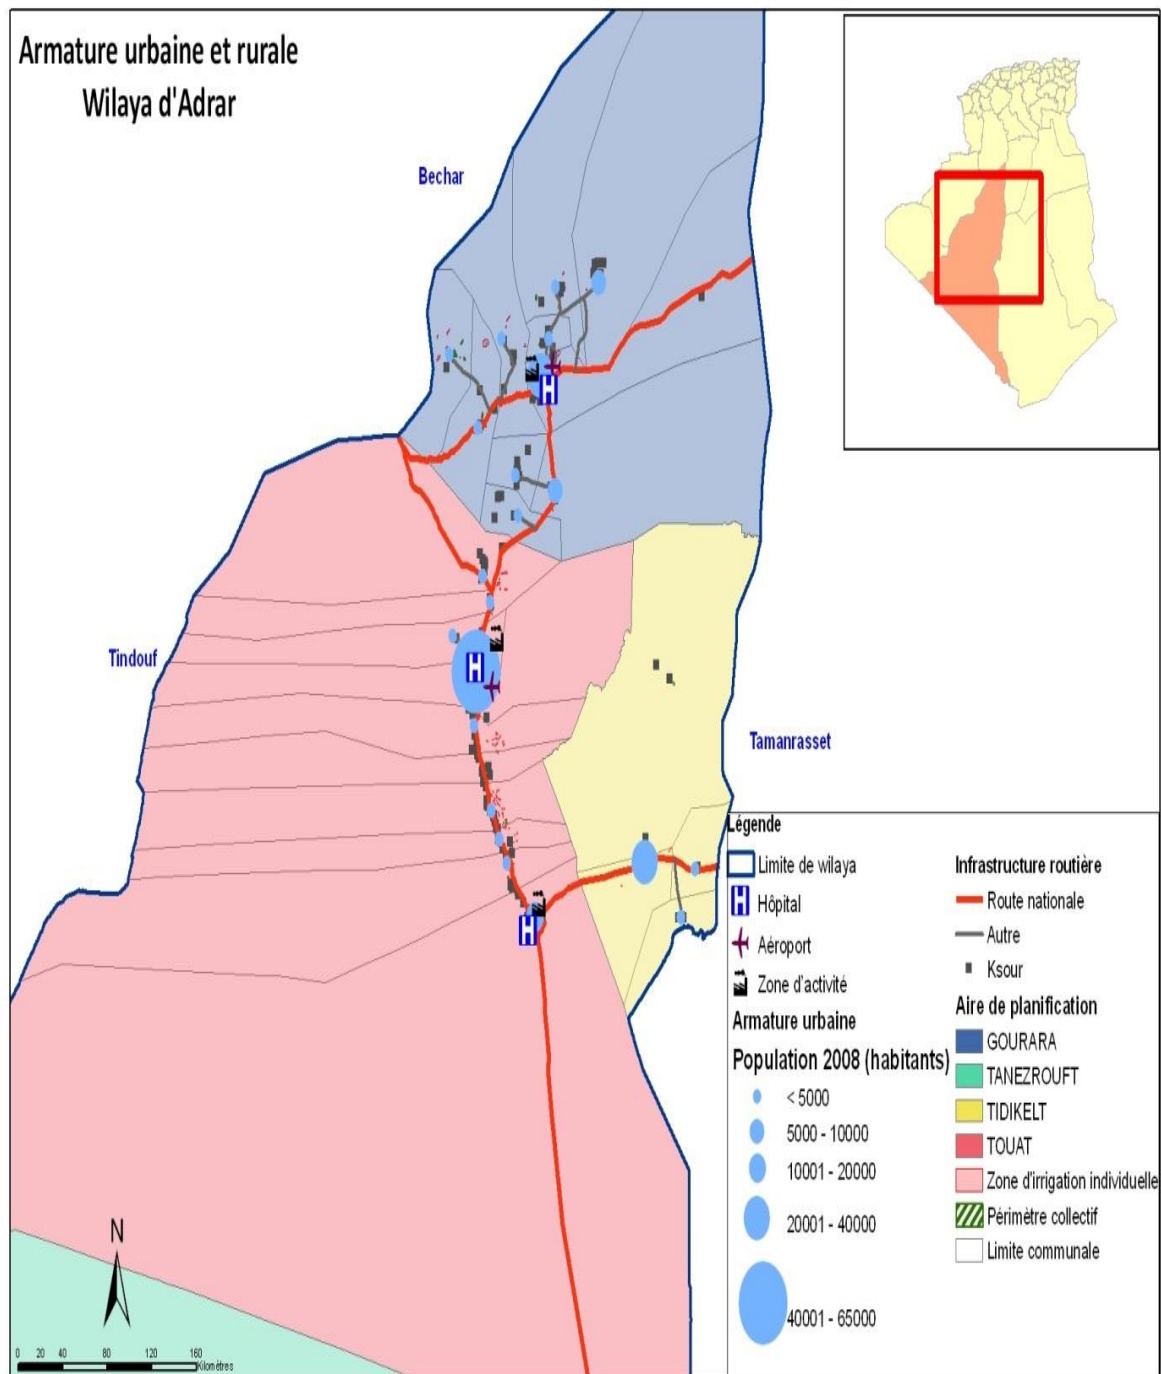 Armature urbaine et rurale
Wilaya d'Adrar
Bechar
Tindouf
Tamanrasset
H
H
H
Légende
Limite de wilaya
H Hôpital
Aéroport
Zone d'activité
Armature urbaine
Population 2008 (habitants)
< 5000
5000 - 10000
10001 - 20000
20001 - 40000
40001 - 65000
Infrastructure routière
Route nationale
Autre
Ksour
Aire de planification
GOURARA
TANEZROUFT
TIDIKELT
TOUAT
Zone d'irrigation individuelle
Périmètre collectif
Limite communale
N
0 20 40 80 120 160
Kilomètres